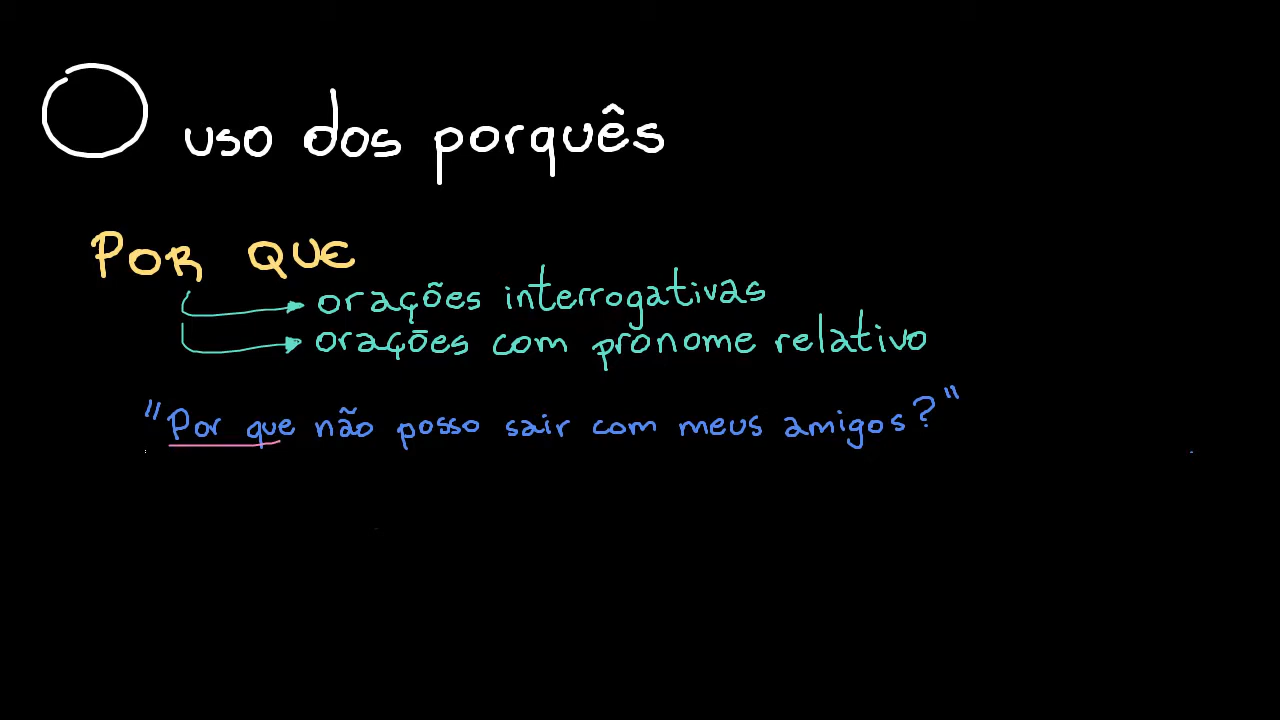 O uso dos porquês
POR QUE
orações interrogativas
orações com pronome relativo
"Por que não posso sair com meus amigos?"